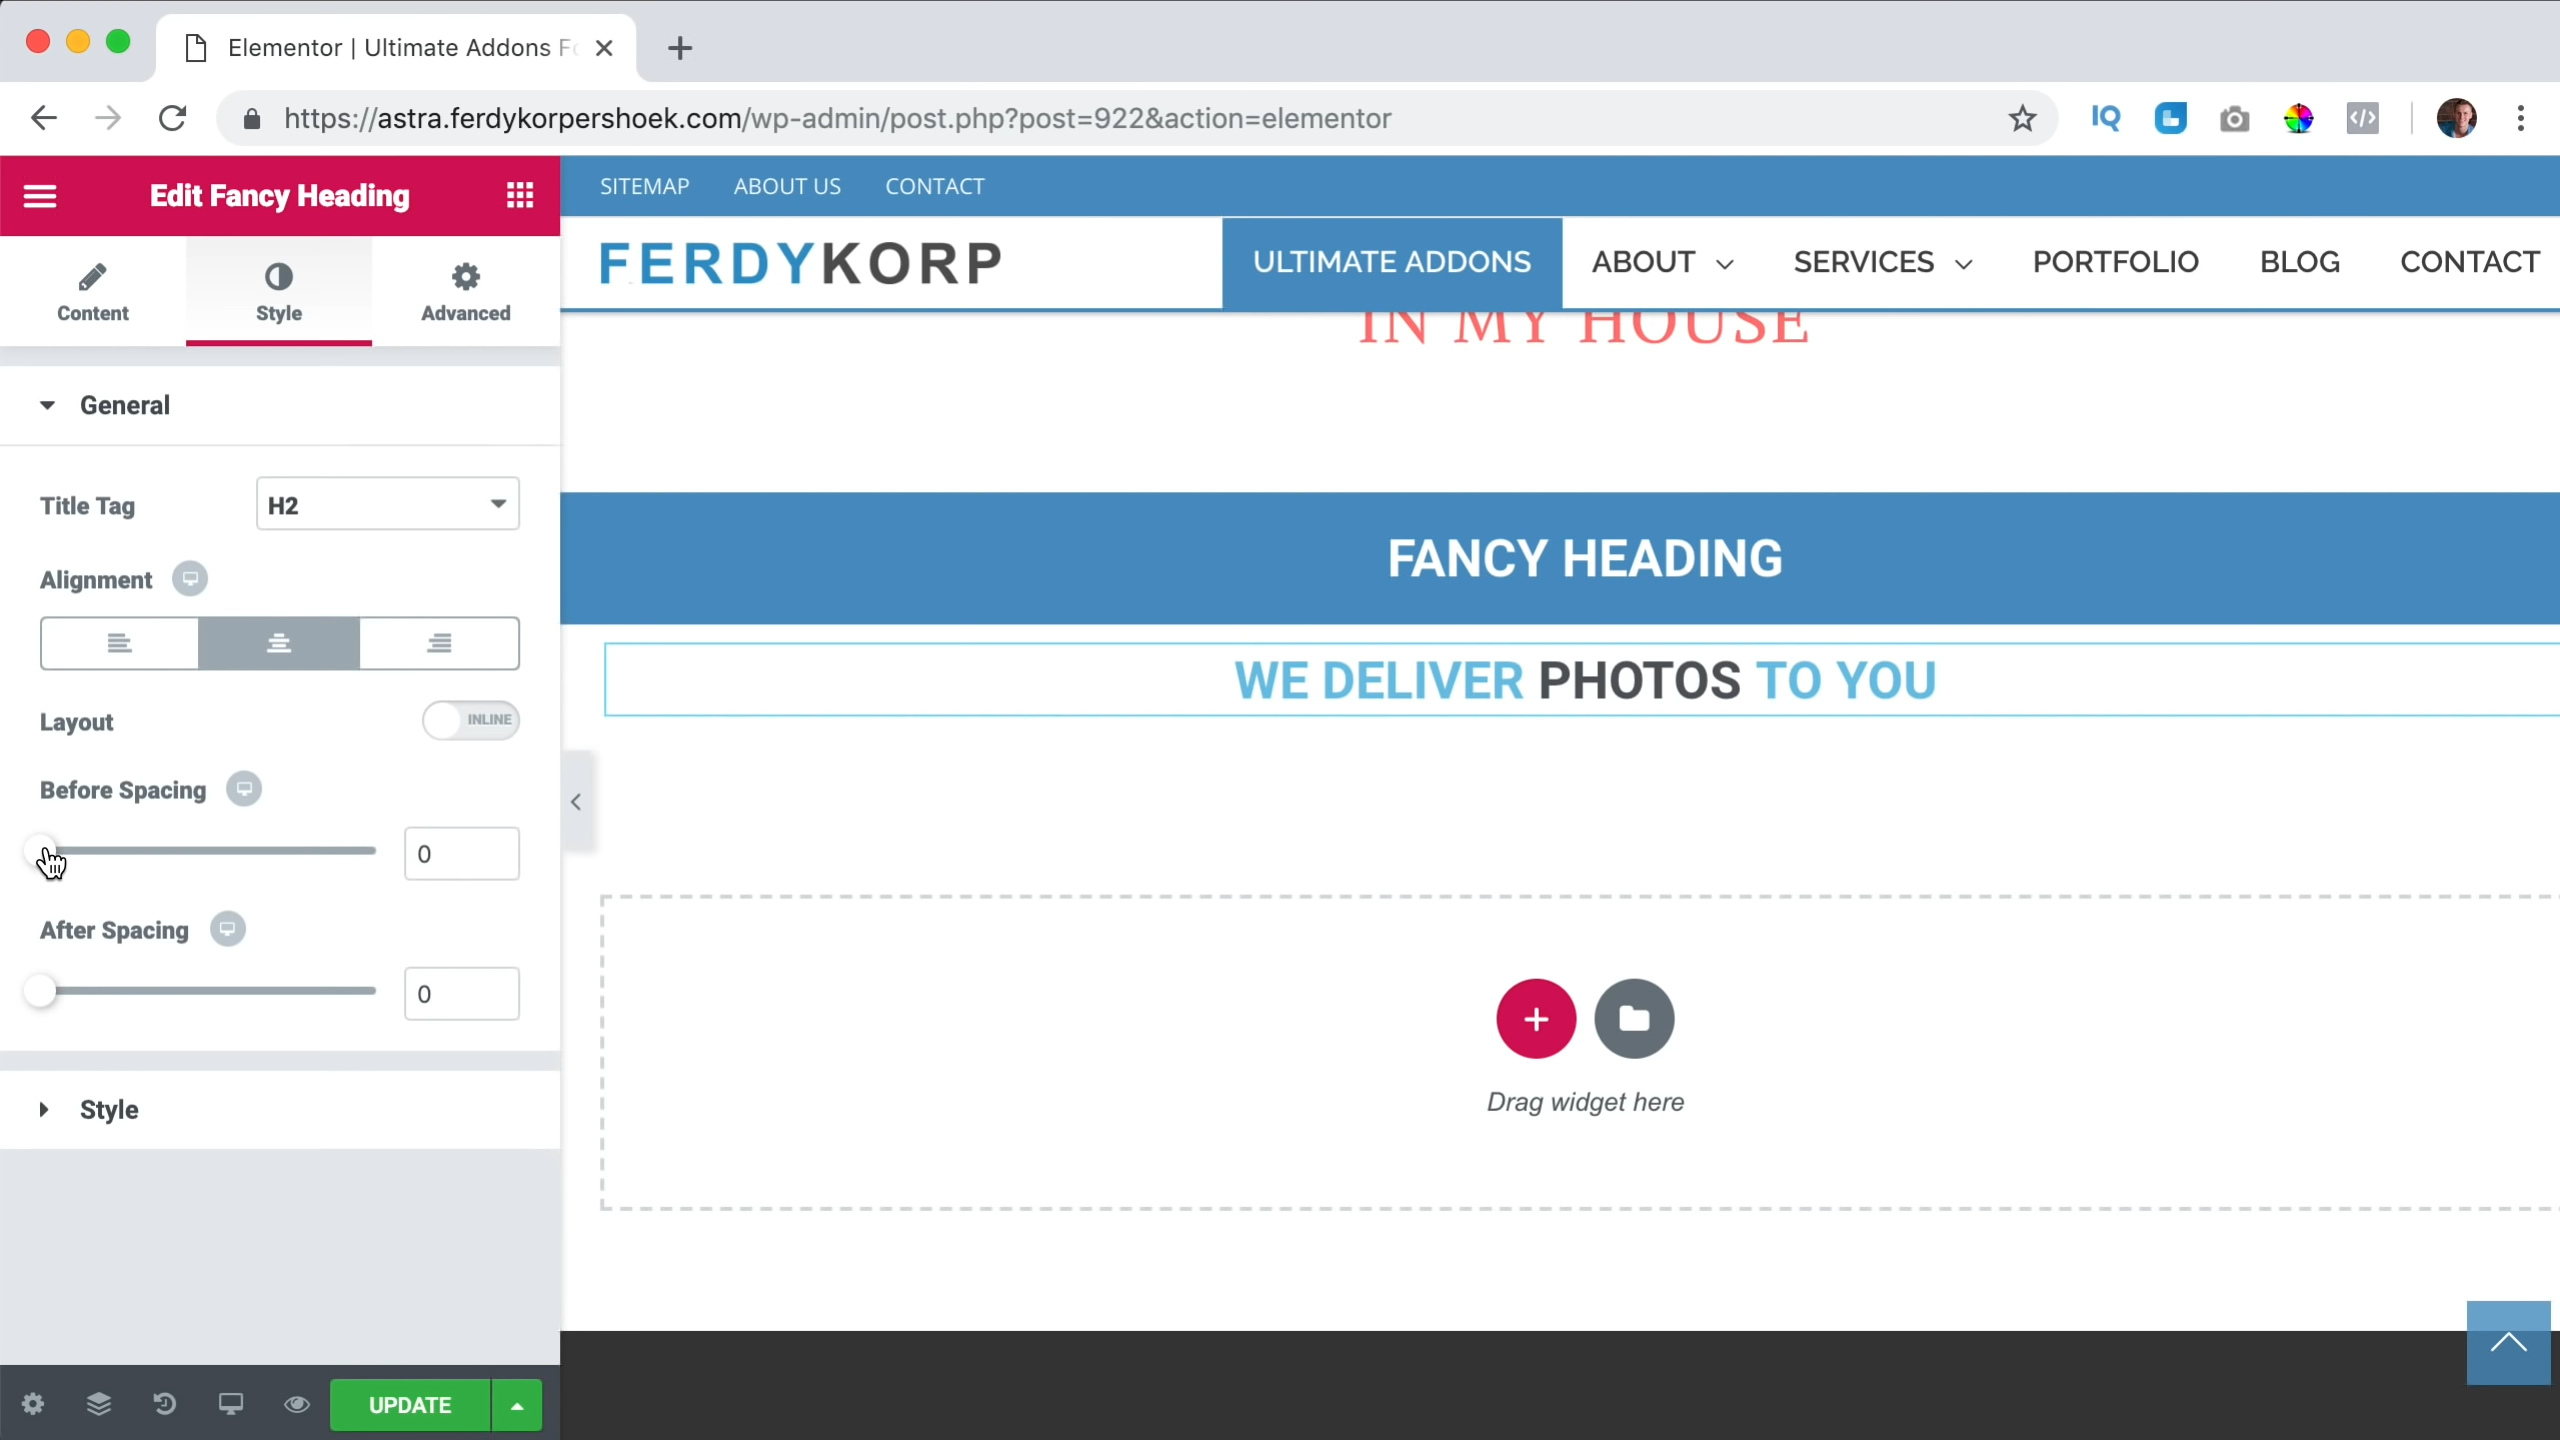 Elementor | Ultimate Addons Fo
https://astra.ferdykorpershoek.com/wp-admin/post.php?post=922&action=elementor
IQ
Edit Fancy Heading
Content
Style
Advanced
General
Title Tag
H2
Alignment
Layout
INLINE
Before Spacing
0
After Spacing
0
Style
UPDATE
SITEMAP ABOUT US CONTACT
FERDYKORP
ULTIMATE ADDONS ABOUT SERVICES PORTFOLIO BLOG CONTACT
IN MY HOUSE
FANCY HEADING
WE DELIVER PHOTOS TO YOU
Drag widget here